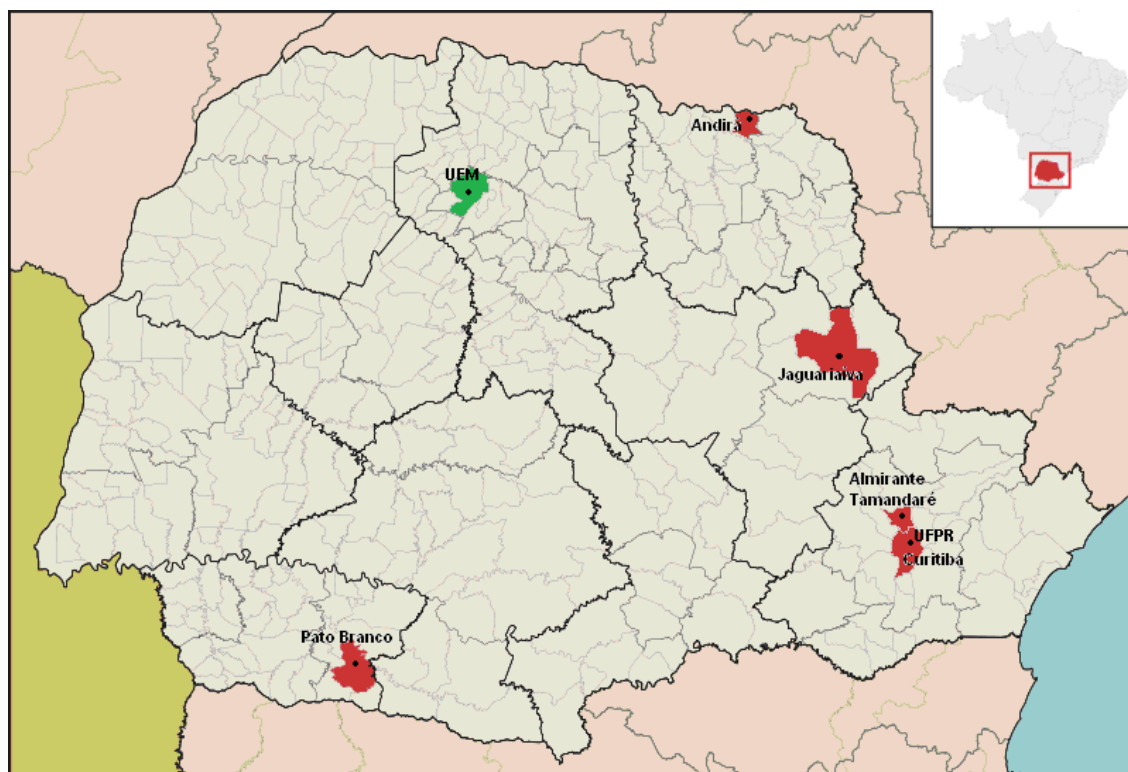 Andirá
UEM
Jaguariaíva
Almirante
Tamandaré
UFPR
Curitiba
Pato Branco